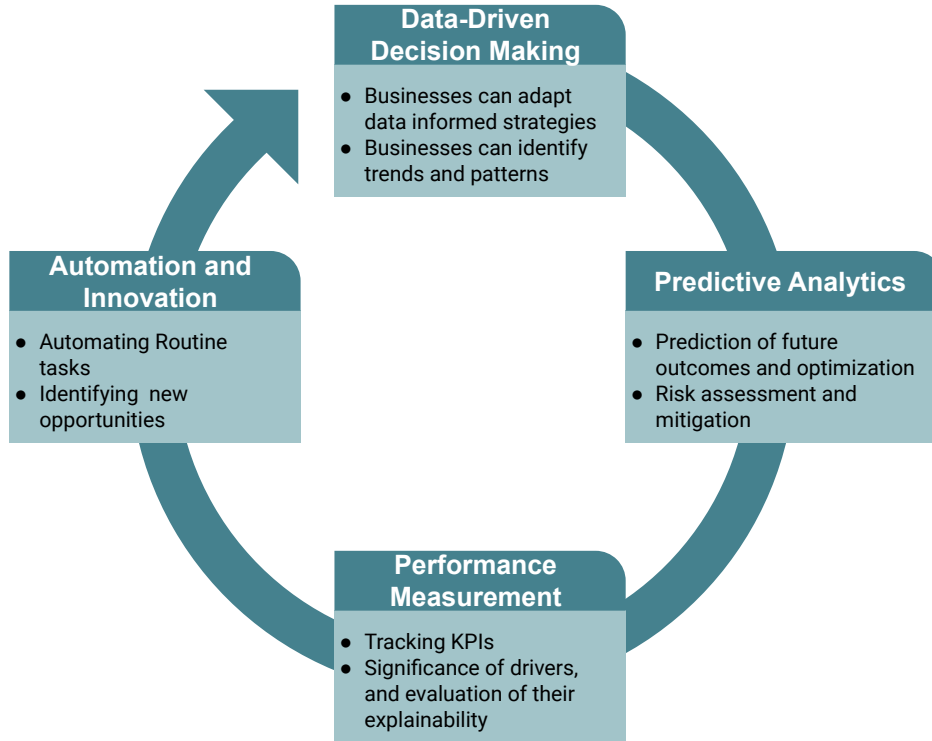 Data-Driven
Decision Making
● Businesses can adapt
data informed strategies
● Businesses can identify
trends and patterns
Predictive Analytics
● Prediction of future
outcomes and optimization
● Risk assessment and
mitigation
Performance
Measurement
● Tracking KPIs
● Significance of drivers,
and evaluation of their
explainability
Automation and
Innovation
● Automating Routine
tasks
● Identifying  new
opportunities